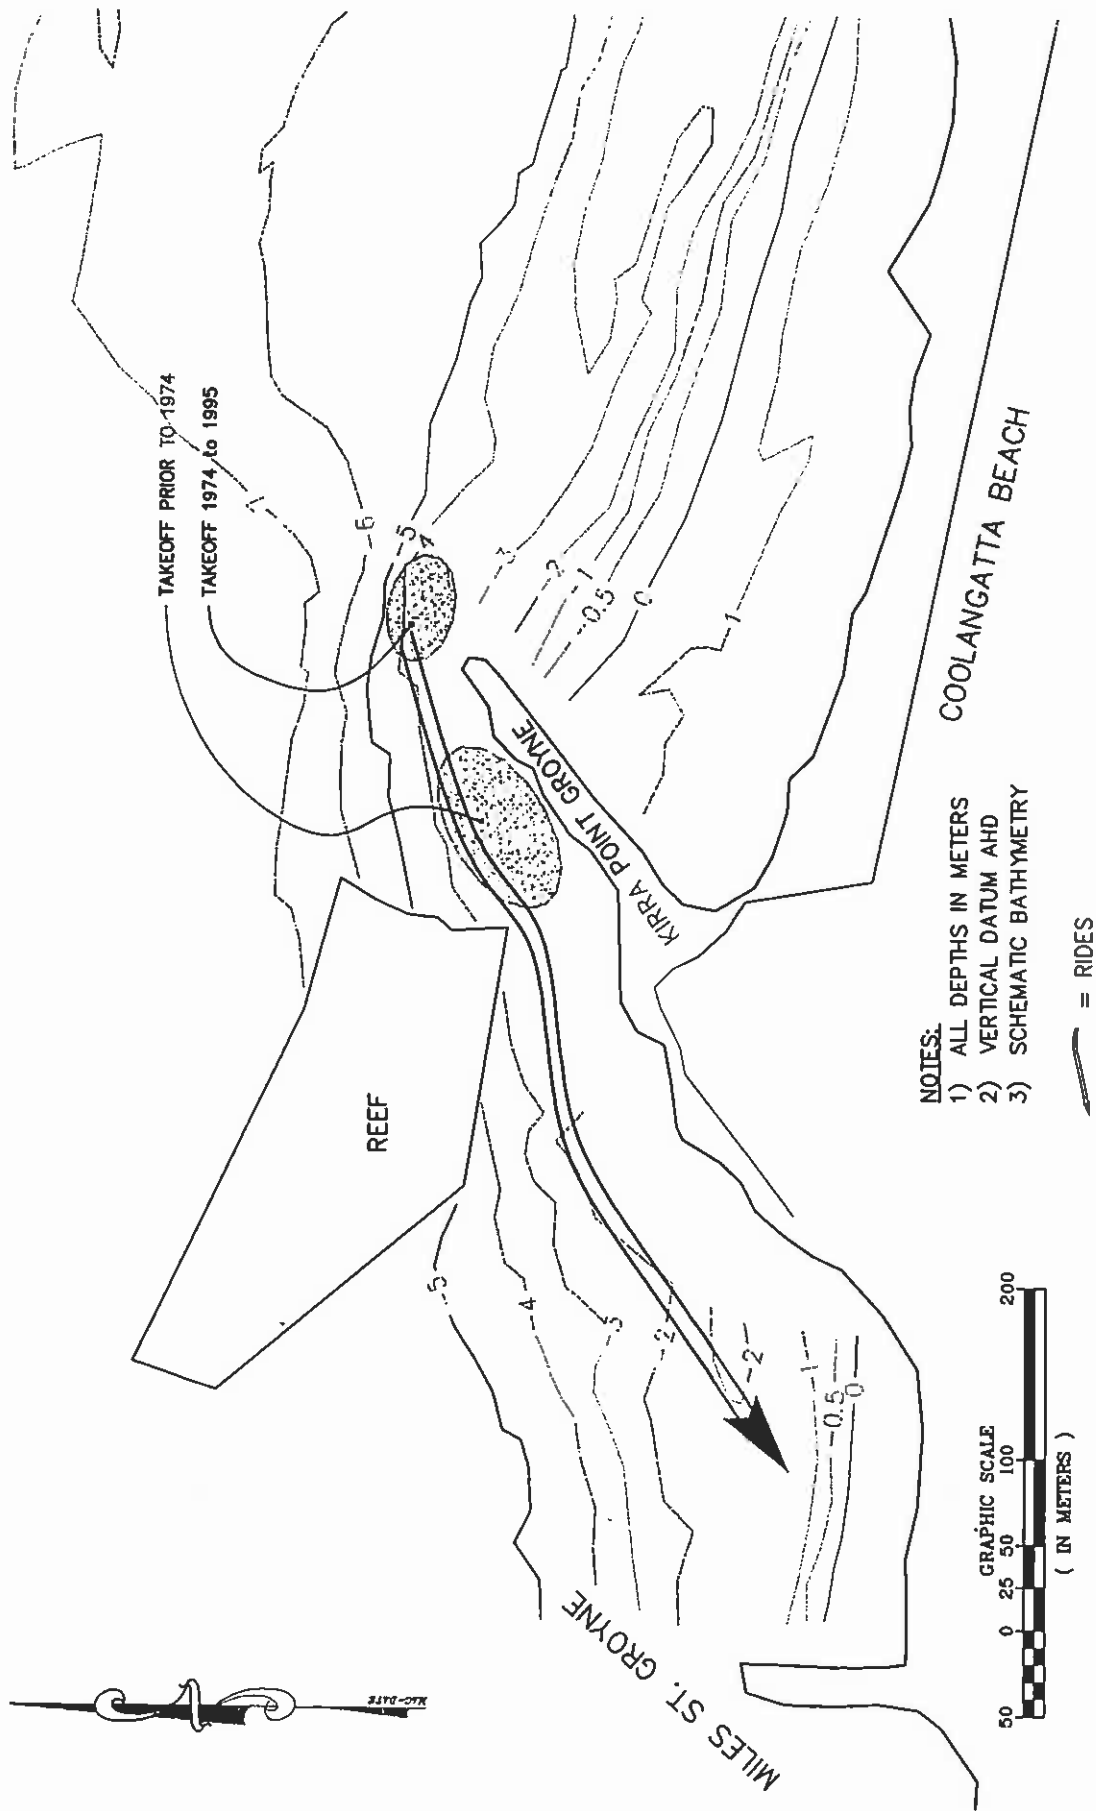 TAKEOFF PRIOR TO 1974
TAKEOFF 1974 to 1995
7
-6
-5
4
3
2
-1
-0.5
0
-1
REEF
KIRRA POINT GROYNE
COOLANGATTA BEACH
-5
-4
-3
-2
-2
1
-0.5
0
MILES ST. GROYNE
NOTES:
1) ALL DEPTHS IN METERS
2) VERTICAL DATUM AHD
3) SCHEMATIC BATHYMETRY
= RIDES
GRAPHIC SCALE
50 0 25 50 100 200
( IN METERS )